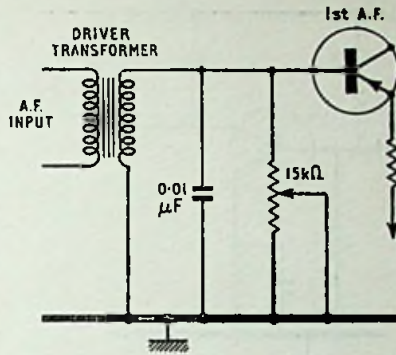 1st A.F.
DRIVER
TRANSFORMER
A.F.
INPUT
0·01
μF
15kΩ